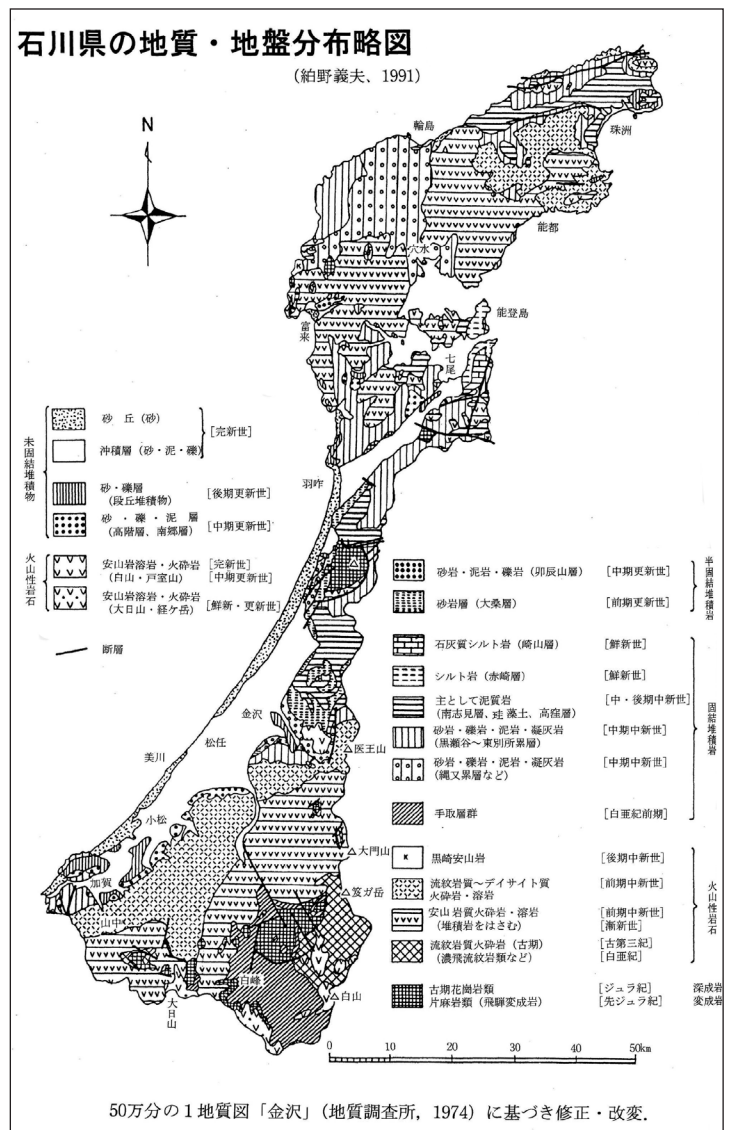 石川県の地質・地盤分布略図
(紺野義夫、1991)
N
輪島
珠洲
能都
穴水
K
能登島
富来
七尾
羽咋
未固結堆積物
砂 丘 (砂)
沖積層 (砂・泥・礫)
[完新世]
砂・礫層
(段丘堆積物)
[後期更新世]
砂・礫・泥 層
(高階層、南郷層)
[中期更新世]
火山性岩石
安山岩溶岩・火砕岩
(白山・戸室山)
[完新世]
[中期更新世]
安山岩溶岩・火砕岩
(大日山・経ケ岳)
[鮮新・更新世]
断層
砂岩・泥岩・礫岩 (卯辰山層)
[中期更新世]
砂岩層 (大桑層)
[前期更新世]
半固結堆積岩
石灰質シルト岩 (崎山層)
[鮮新世]
シルト岩 (赤崎層)
[鮮新世]
主として泥質岩
(南志見層、珪藻土、高窪層)
[中・後期中新世]
砂岩・礫岩・泥岩・凝灰岩
(黒瀬谷〜東別所累層)
[中期中新世]
砂岩・礫岩・泥岩・凝灰岩
(縄又累層など)
[中期中新世]
手取層群
[白亜紀前期]
固結堆積岩
黒崎安山岩
[後期中新世]
流紋岩質〜デイサイト質
火砕岩・溶岩
[前期中新世]
安山岩質火砕岩・溶岩
(堆積岩をはさむ)
[前期中新世]
[漸新世]
流紋岩質火砕岩 (古期)
(濃飛流紋岩類など)
[古第三紀]
[白亜紀]
火山性岩石
古期花崗岩類
片麻岩類 (飛騨変成岩)
[ジュラ紀]
[先ジュラ紀]
深成岩
変成岩
金沢
松任
美川
医王山
小松
大門山
加賀
笈ガ岳
山中
白峰
白山
大日山
0 10 20 30 40 50km
50万分の1地質図「金沢」(地質調査所, 1974) に基づき修正・改変.